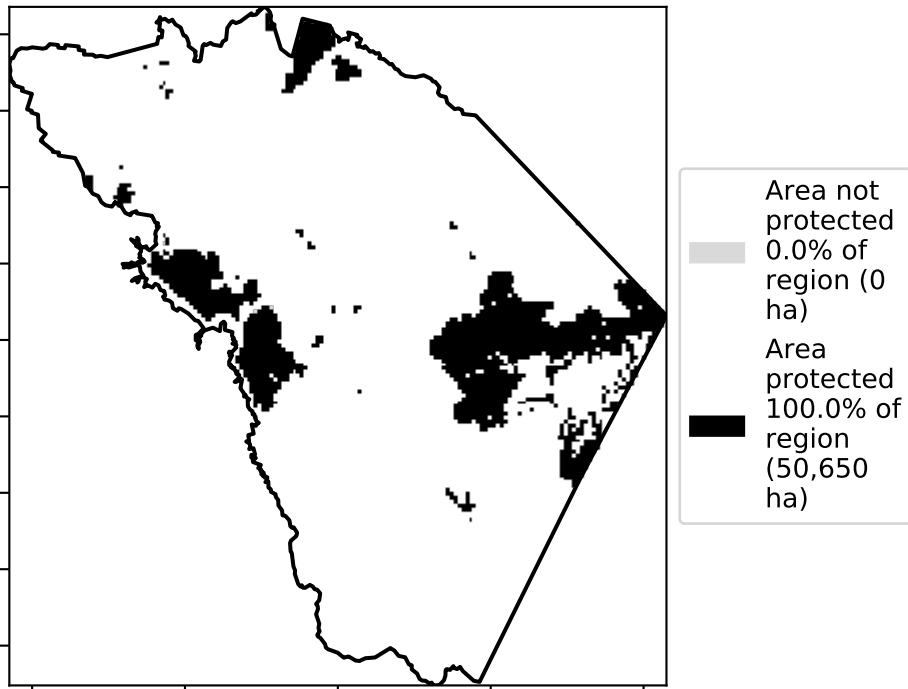 Area not
protected
0.0% of
region (0
ha)
Area
protected
100.0% of
region
(50,650
ha)